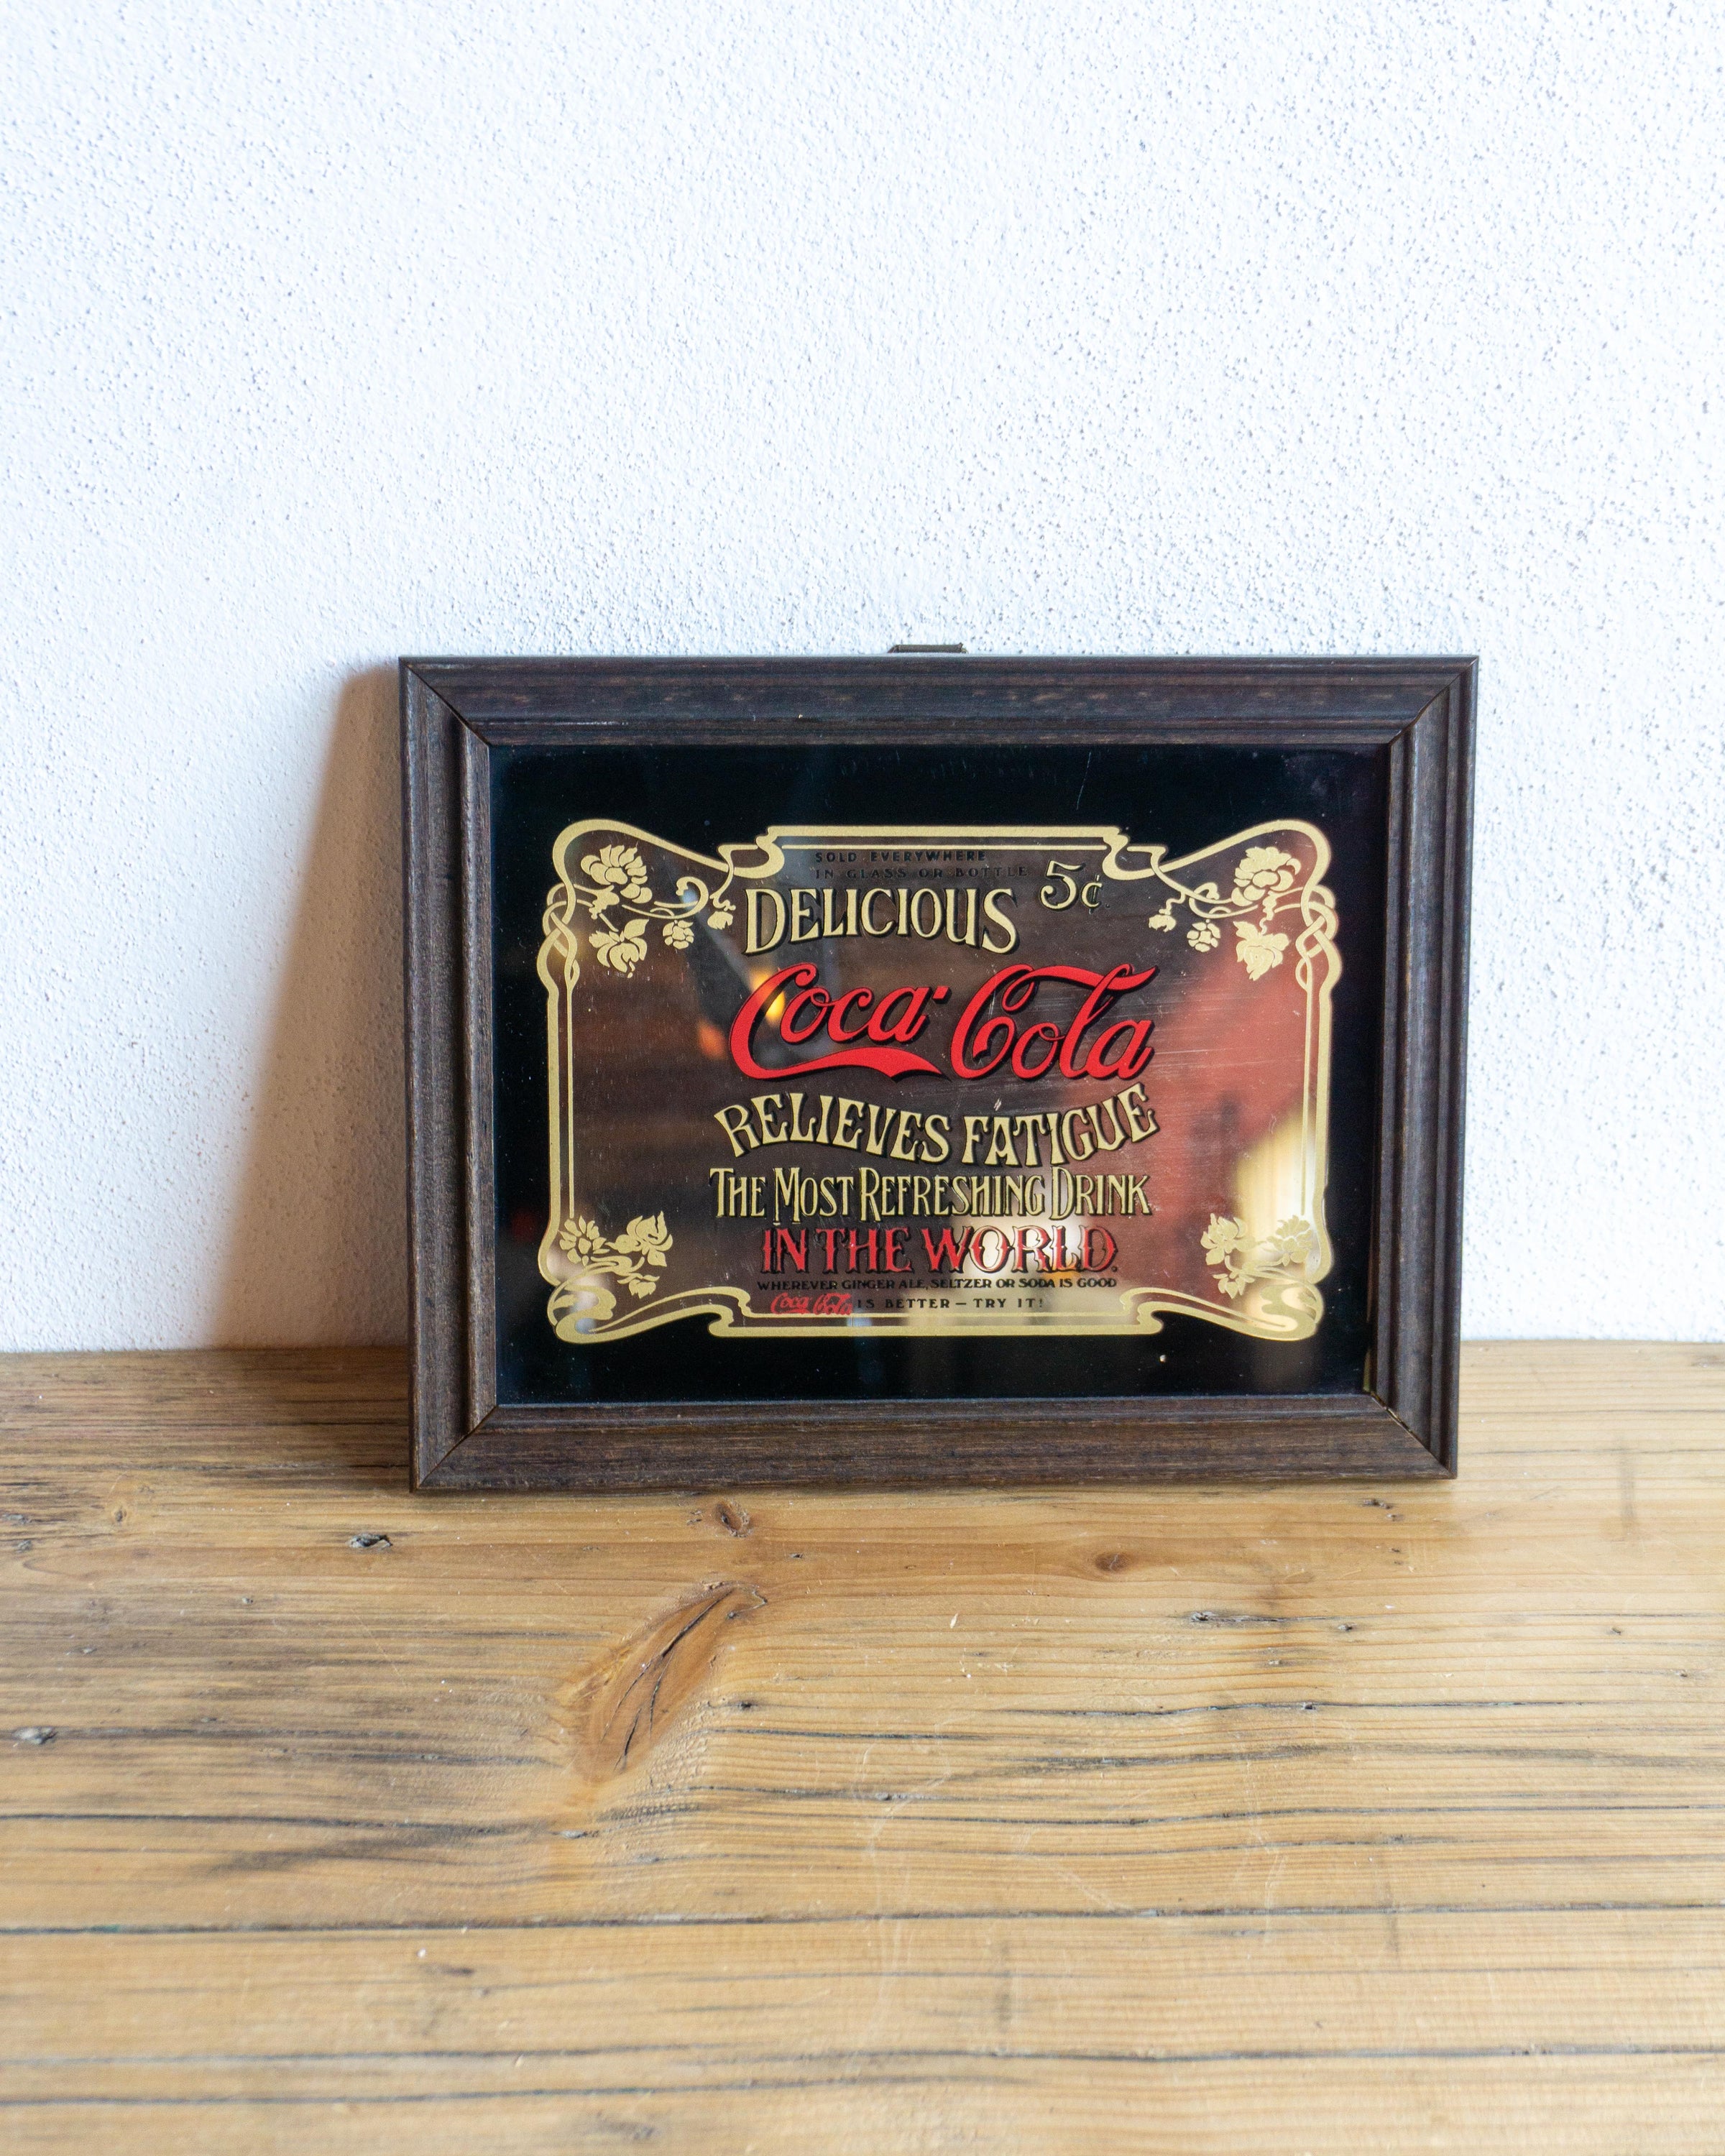 SOLD EVERYWHERE
IN GLASS OR BOTTLE 5¢
DELICIOUS
Coca-Cola
RELIEVES FATIGUE
THE MOST REFRESHING DRINK
IN THE WORLD.
WHEREVER GINGER ALE, SELTZER OR SODA IS GOOD
Coca-Cola IS BETTER — TRY IT!